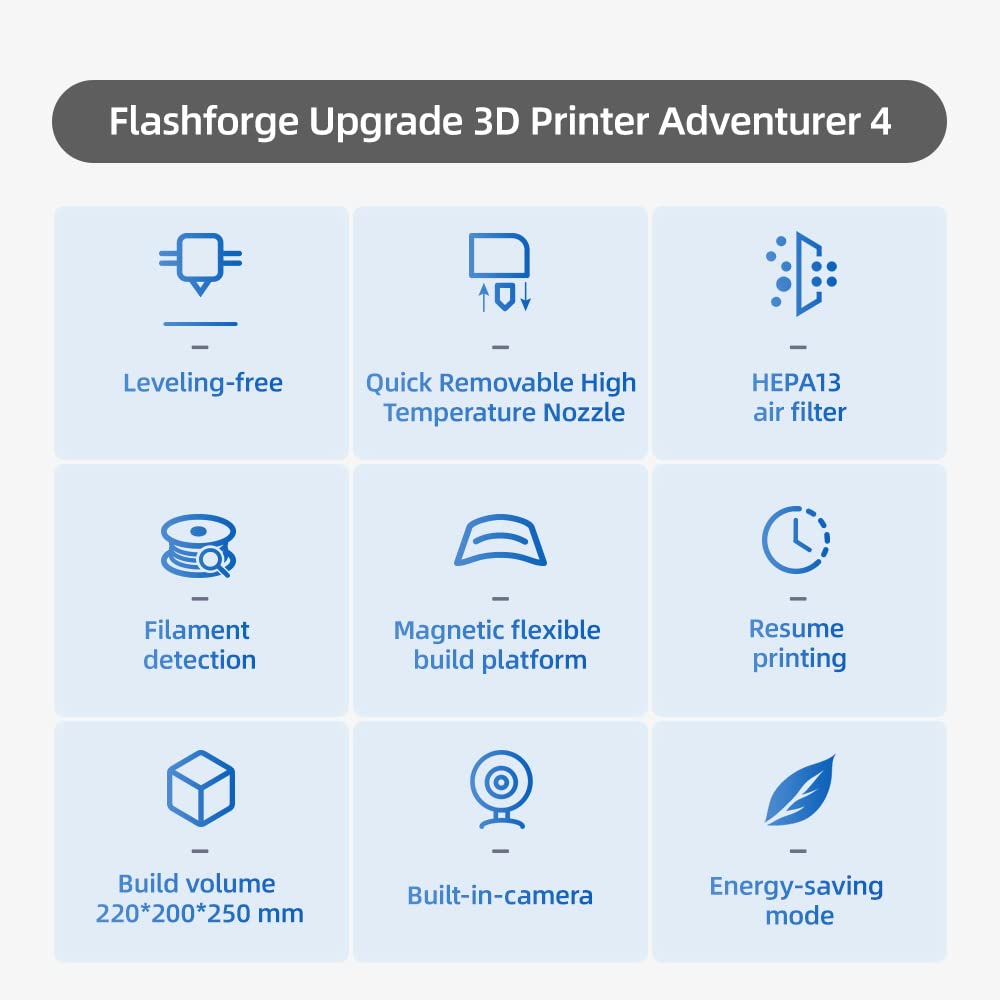 Flashforge Upgrade 3D Printer Adventurer 4
Leveling-free
Quick Removable High
Temperature Nozzle
HEPA13
air filter
Filament
detection
Magnetic flexible
build platform
Resume
printing
Build volume
220*200*250 mm
Built-in-camera
Energy-saving
mode